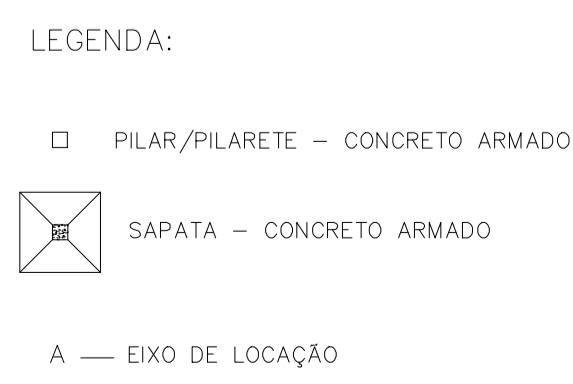 LEGENDA:
PILAR/PILARETE – CONCRETO ARMADO
SAPATA – CONCRETO ARMADO
A — EIXO DE LOCAÇÃO